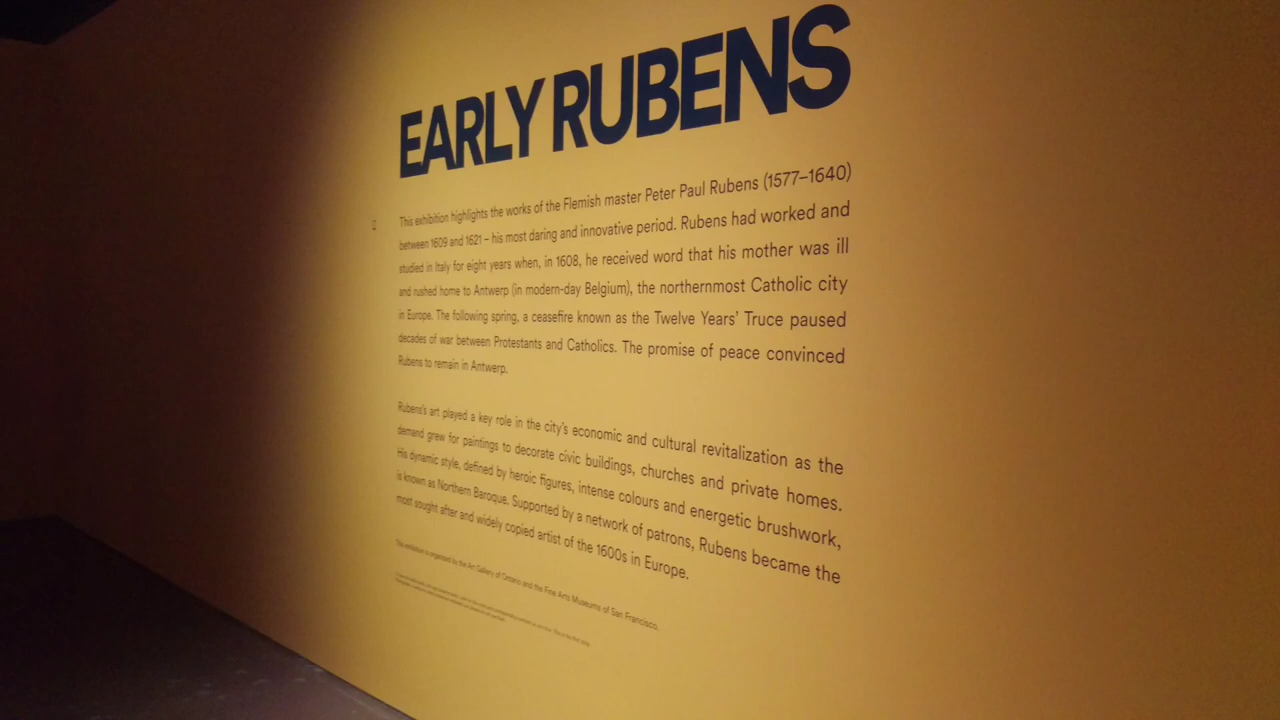 EARLY RUBENS
This exhibition highlights the works of the Flemish master Peter Paul Rubens (1577–1640)
between 1609 and 1621 – his most daring and innovative period. Rubens had worked and
studied in Italy for eight years when, in 1608, he received word that his mother was ill
and rushed home to Antwerp (in modern-day Belgium), the northernmost Catholic city
in Europe. The following spring, a ceasefire known as the Twelve Years' Truce paused
decades of war between Protestants and Catholics. The promise of peace convinced
Rubens to remain in Antwerp.
Rubens's art played a key role in the city's economic and cultural revitalization as the
demand grew for paintings to decorate civic buildings, churches and private homes.
His dynamic style, defined by heroic figures, intense colours and energetic brushwork,
is known as Northern Baroque. Supported by a network of patrons, Rubens became the
most sought after and widely copied artist of the 1600s in Europe.
This exhibition is organized by the Art Gallery of Ontario and the Fine Arts Museums of San Francisco.